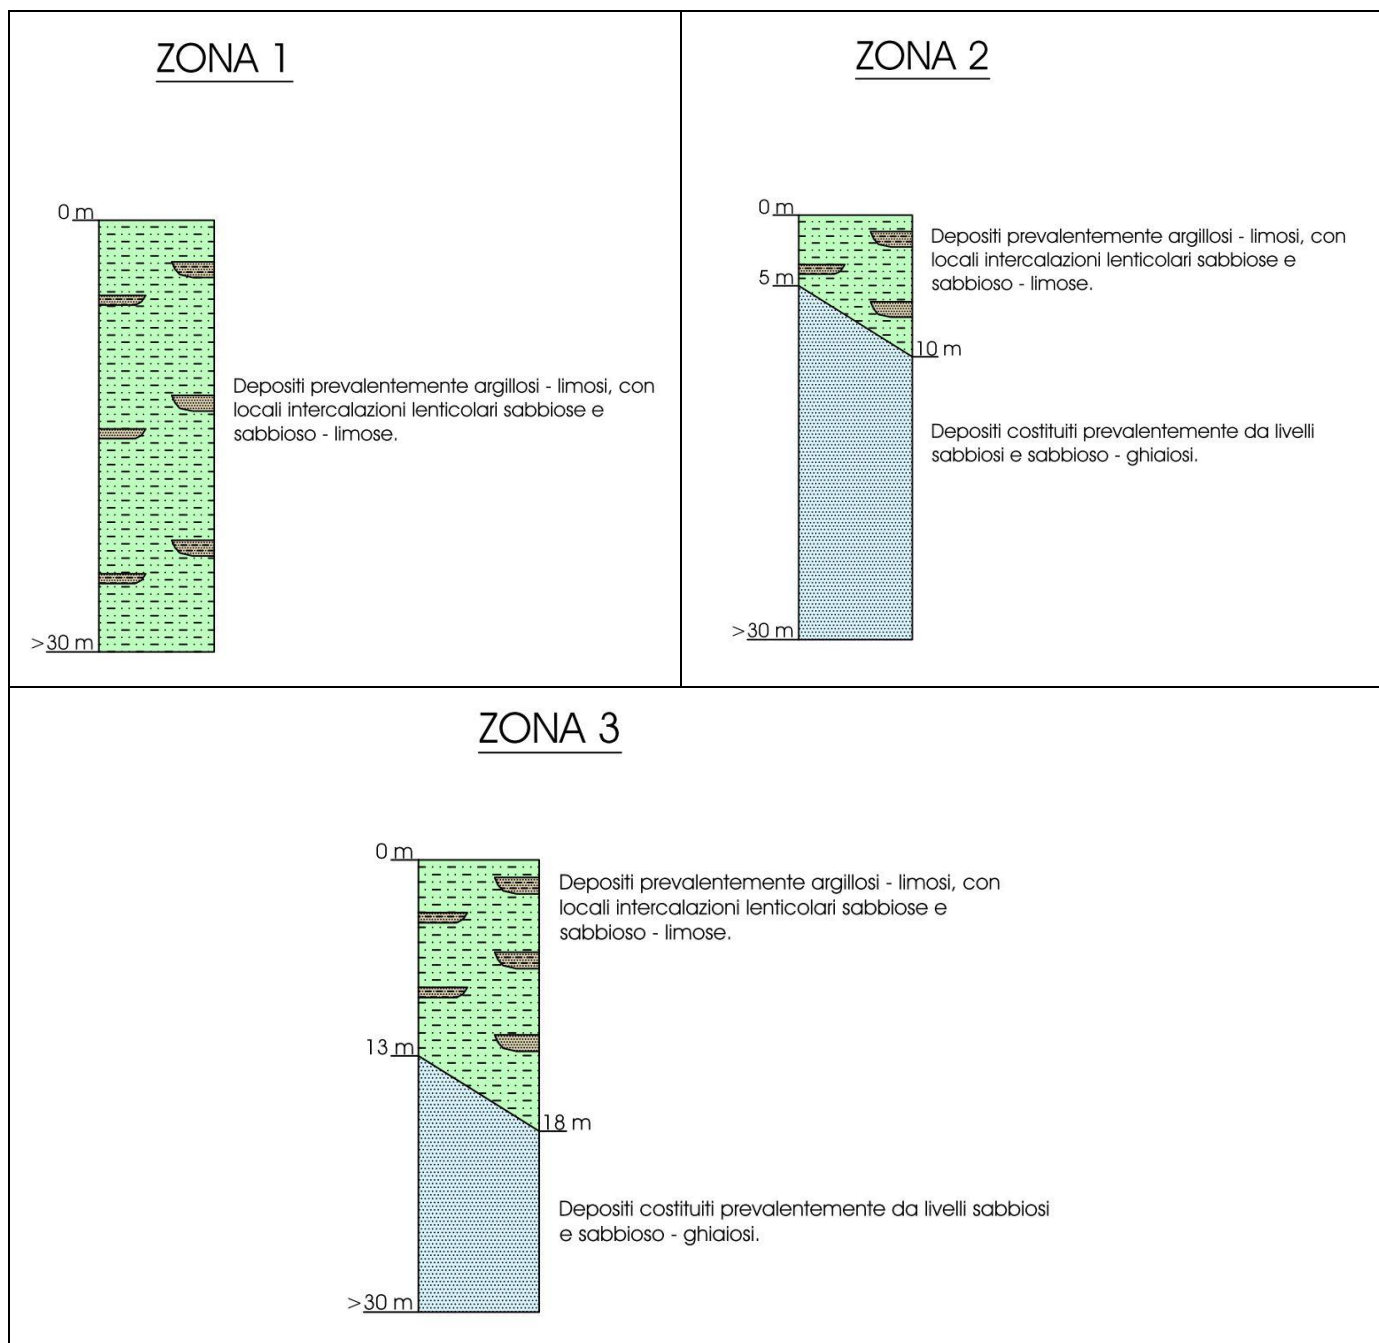 ZONA 1
0 m
Depositi prevalentemente argillosi - limosi, con
locali intercalazioni lenticolari sabbiose e
sabbioso - limose.
>30 m
ZONA 2
0 m
Depositi prevalentemente argillosi - limosi, con
locali intercalazioni lenticolari sabbiose e
sabbioso - limose.
5 m
10 m
Depositi costituiti prevalentemente da livelli
sabbiosi e sabbioso - ghiaiosi.
>30 m
ZONA 3
0 m
Depositi prevalentemente argillosi - limosi, con
locali intercalazioni lenticolari sabbiose e
sabbioso - limose.
13 m
18 m
Depositi costituiti prevalentemente da livelli sabbiosi
e sabbioso - ghiaiosi.
>30 m